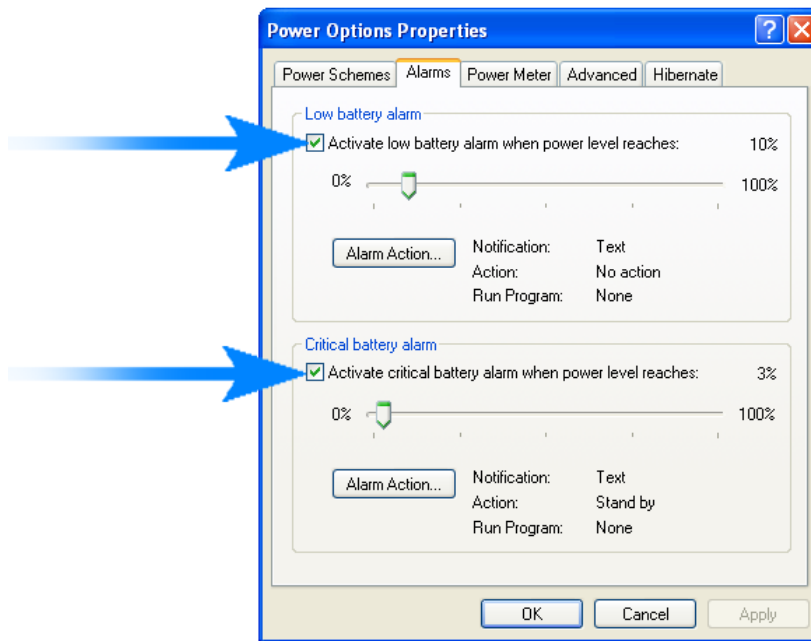 Power Options Properties
Power Schemes Alarms Power Meter Advanced Hibernate
Low battery alarm
Activate low battery alarm when power level reaches: 10%
0% 100%
Alarm Action...
Notification: Text
Action: No action
Run Program: None
Critical battery alarm
Activate critical battery alarm when power level reaches: 3%
0% 100%
Alarm Action...
Notification: Text
Action: Stand by
Run Program: None
OK Cancel Apply